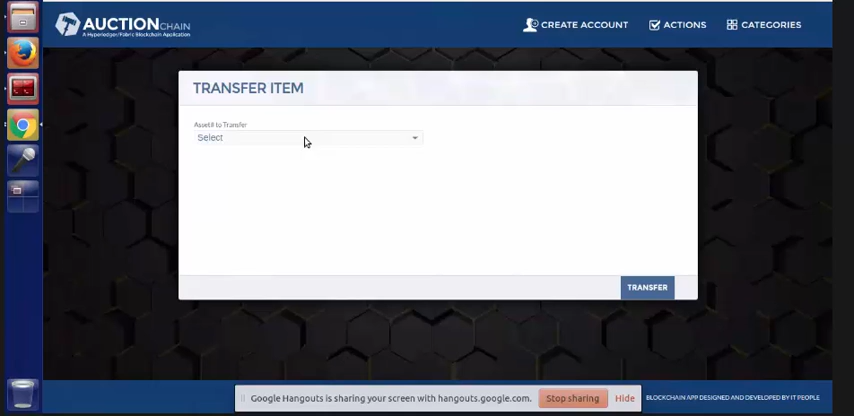 AUCTIONCHAIN
A Hyperledger/Fabric Blockchain Application
CREATE ACCOUNT
ACTIONS
CATEGORIES
TRANSFER ITEM
AssetId to Transfer
Select
TRANSFER
Google Hangouts is sharing your screen with hangouts.google.com.
Stop sharing
Hide
BLOCKCHAIN APP DESIGNED AND DEVELOPED BY IT PEOPLE